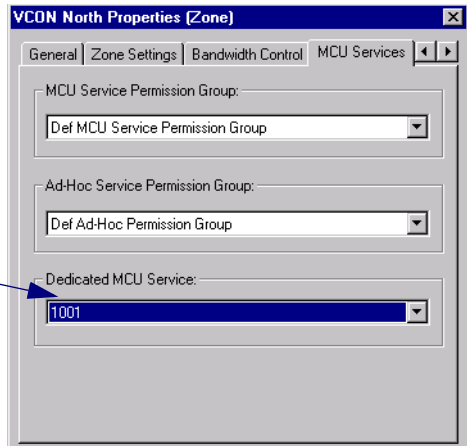 VCON North Properties (Zone)
General Zone Settings Bandwidth Control MCU Services
MCU Service Permission Group:
Def MCU Service Permission Group
Ad-Hoc Service Permission Group:
Def Ad-Hoc Permission Group
Dedicated MCU Service:
1001